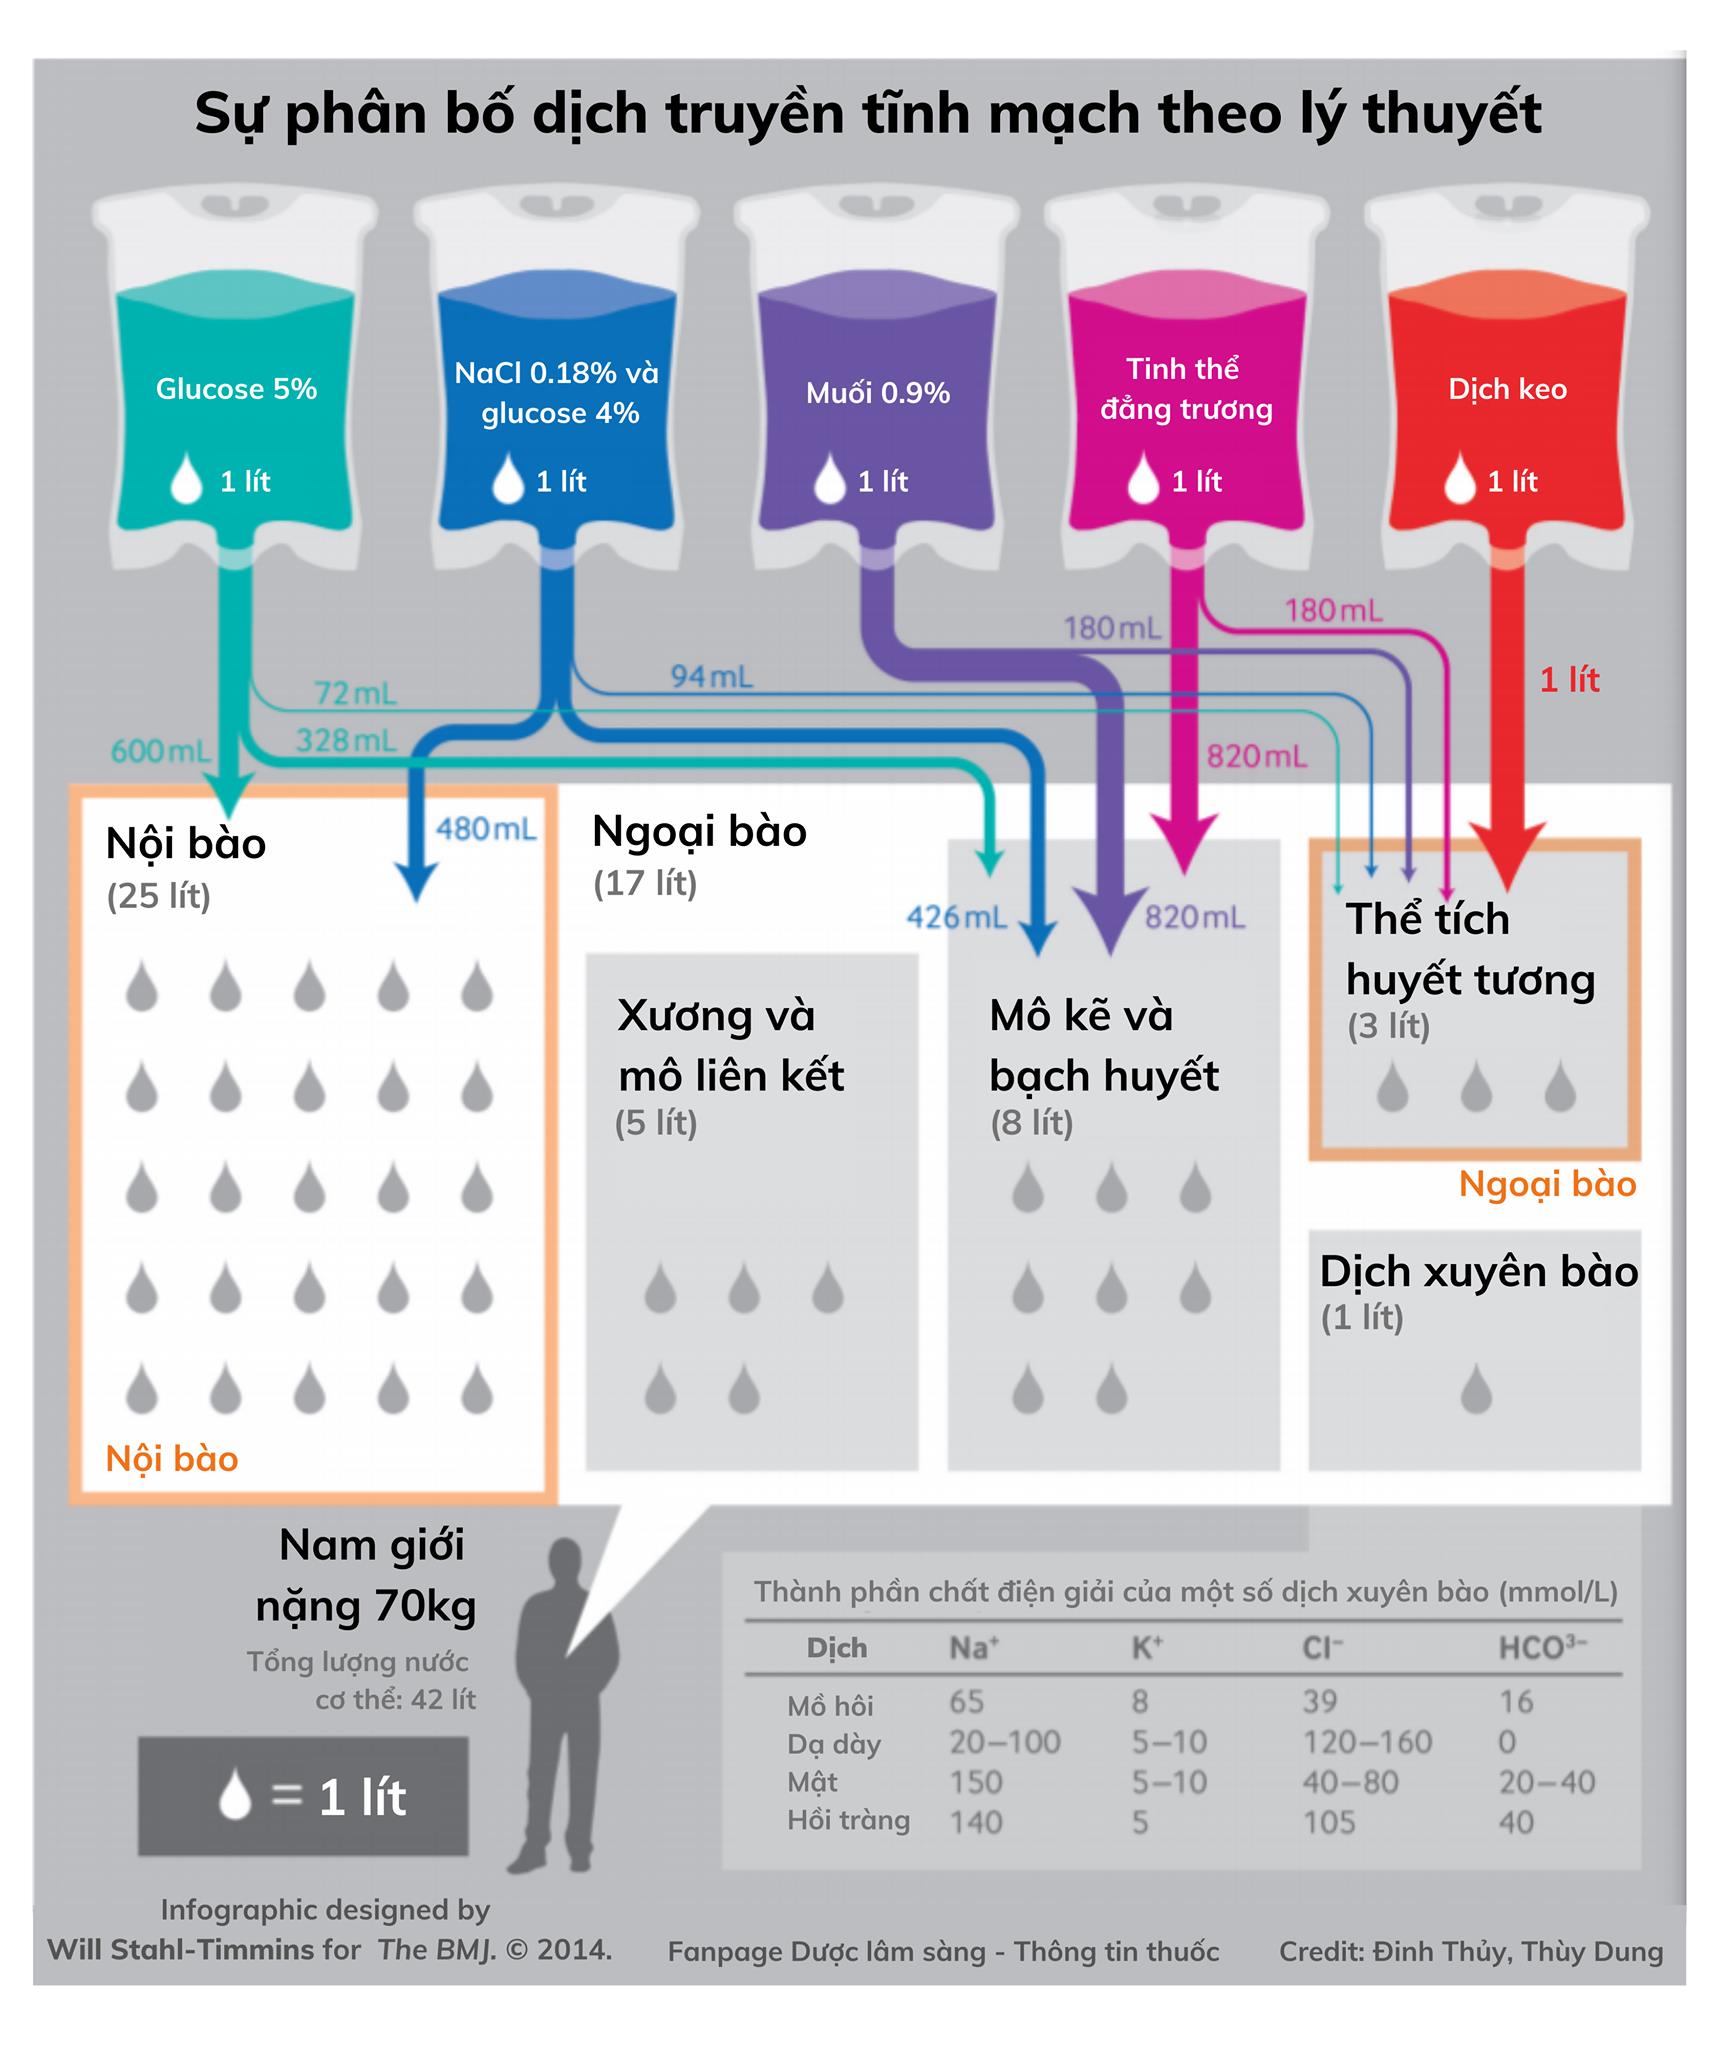 Sự phân bố dịch truyền tĩnh mạch theo lý thuyết
Glucose 5%
1 lít
NaCl 0.18% và
glucose 4%
1 lít
Muối 0.9%
1 lít
Tinh thể
đẳng trương
1 lít
Dịch keo
1 lít
180 mL
180 mL
94 mL
1 lít
72 mL
328 mL
600 mL
820 mL
480 mL
426 mL
820 mL
Nội bào
(25 lít)
Nội bào
Ngoại bào
(17 lít)
Xương và
mô liên kết
(5 lít)
Mô kẽ và
bạch huyết
(8 lít)
Thể tích
huyết tương
(3 lít)
Ngoại bào
Dịch xuyên bào
(1 lít)
Nam giới
nặng 70kg
Tổng lượng nước
cơ thể: 42 lít
= 1 lít
Thành phần chất điện giải của một số dịch xuyên bào (mmol/L)
Dịch Na⁺ K⁺ Cl⁻ HCO³⁻
Mồ hôi 65 8 39 16
Dạ dày 20–100 5–10 120–160 0
Mật 150 5–10 40–80 20–40
Hồi tràng 140 5 105 40
Infographic designed by
Will Stahl-Timmins for The BMJ. © 2014.
Fanpage Dược lâm sàng - Thông tin thuốc
Credit: Đinh Thủy, Thùy Dung